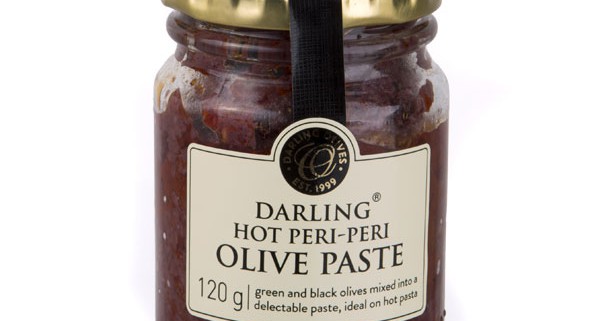 DARLING OLIVES
EST. 1999
DARLING®
HOT PERI-PERI
OLIVE PASTE
120 g
green and black olives mixed into a
delectable paste, ideal on hot pasta